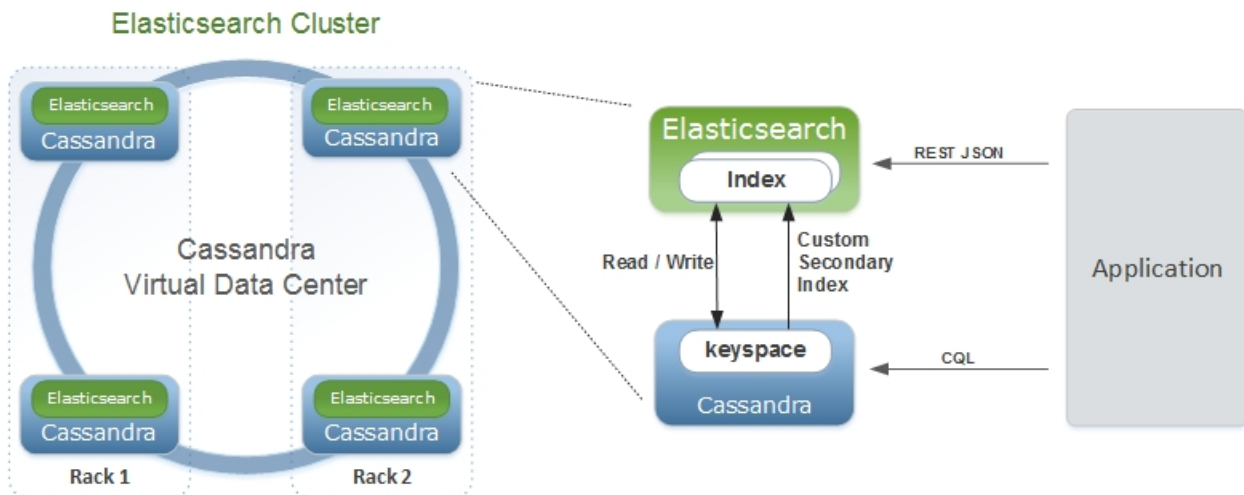 Elasticsearch Cluster
Elasticsearch
Cassandra
Elasticsearch
Cassandra
Cassandra
Virtual Data Center
Elasticsearch
Cassandra
Elasticsearch
Cassandra
Rack 1
Rack 2
Elasticsearch
Index
Read / Write
Custom
Secondary
Index
keyspace
Cassandra
REST JSON
CQL
Application